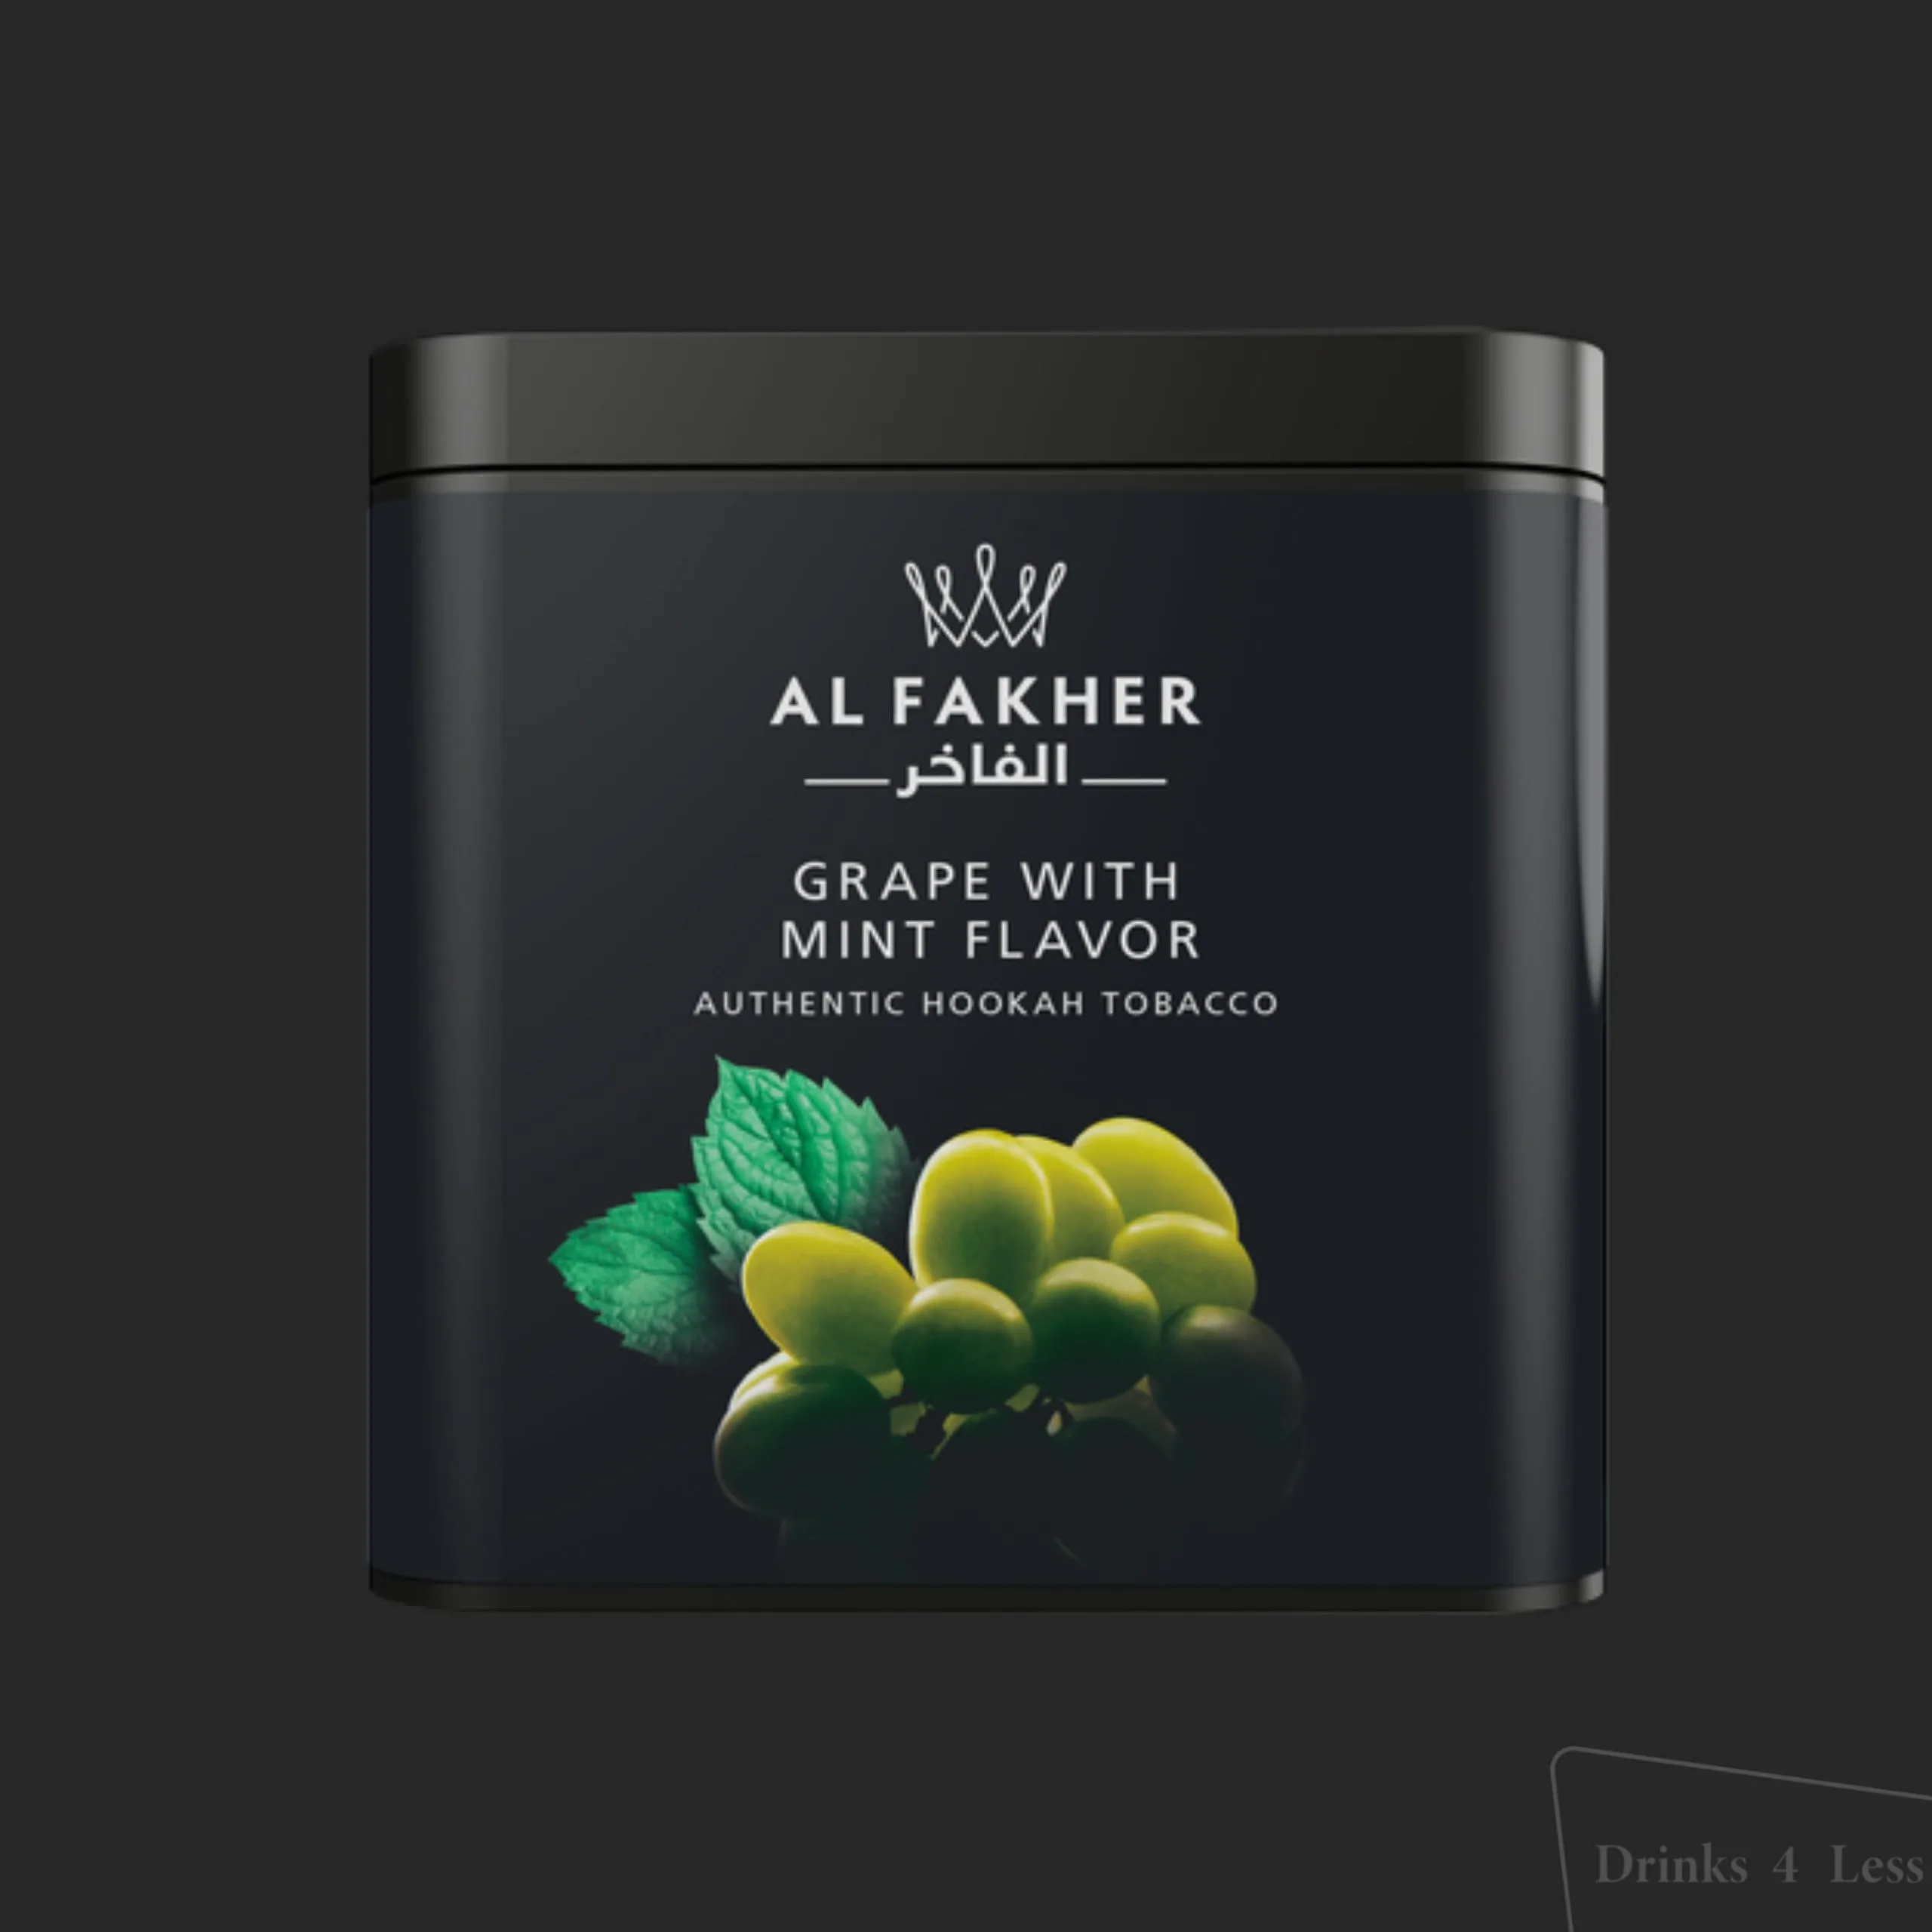 AL FAKHER
الفاخر
GRAPE WITH
MINT FLAVOR
AUTHENTIC HOOKAH TOBACCO
Drinks 4 Less